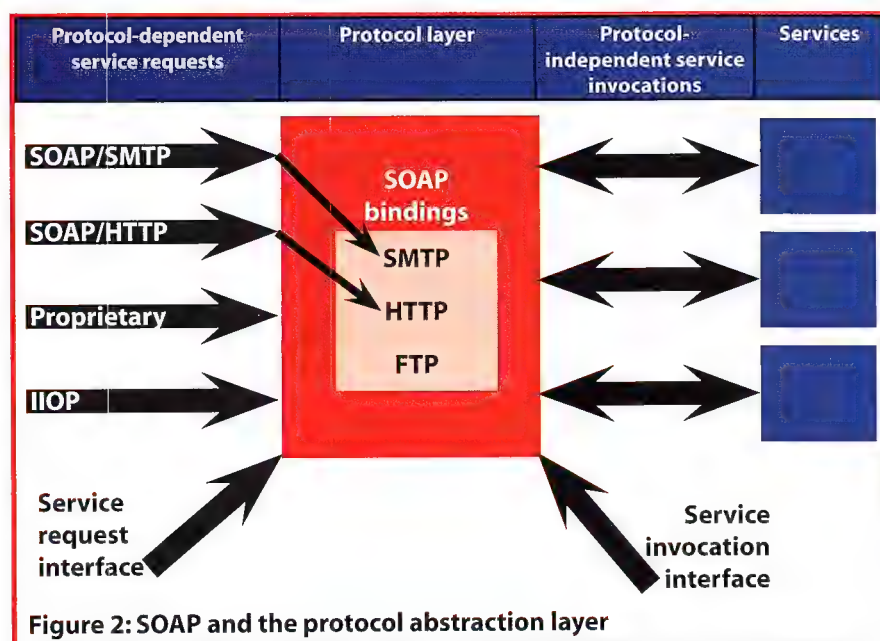 Protocol-dependent
service requests
Protocol layer
Protocol-
independent service
invocations
Services
SOAP/SMTP
SOAP/HTTP
Proprietary
IIOP
SOAP
bindings
SMTP
HTTP
FTP
Service
request
interface
Service
invocation
interface
Figure 2: SOAP and the protocol abstraction layer